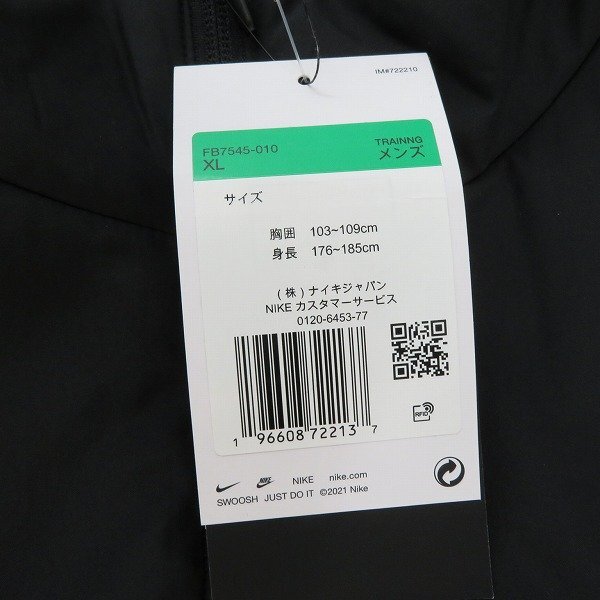 IM#722210
FB7545-010 TRAINNG
XL メンズ
サイズ
胸囲 103~109cm
身長 176~185cm
(株)ナイキジャパン
NIKE カスタマーサービス
0120-6453-77
RFID
1 96608 72213 7
NIKE nike.com
SWOOSH JUST DO IT ©2021 Nike